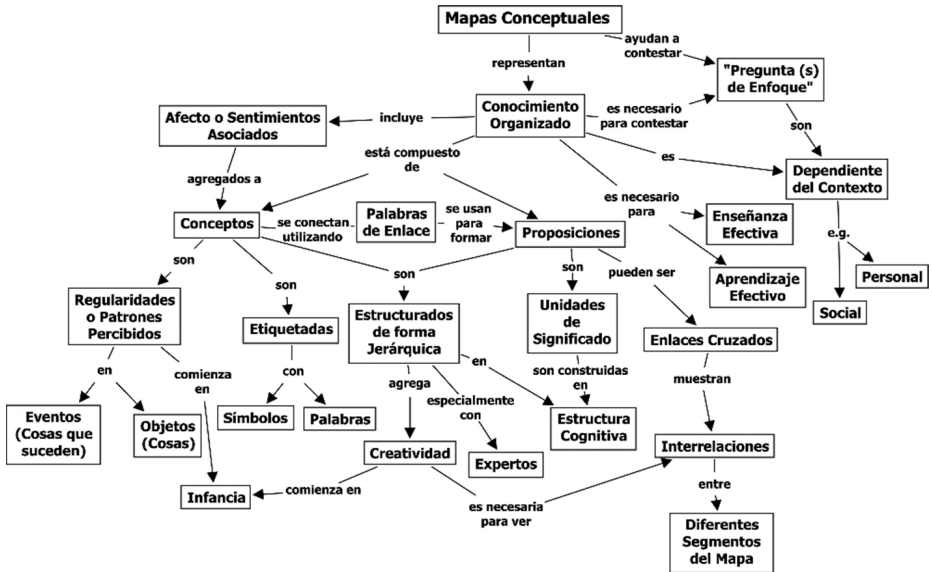 Mapas Conceptuales
ayudan a
contestar
representan
"Pregunta (s)
de Enfoque"
Conocimiento
Organizado
es necesario
para contestar
Afecto o Sentimientos
Asociados
incluye
son
está compuesto
de
es
Dependiente
del Contexto
agregados a
es necesario
para
Conceptos
se conectan
utilizando
Palabras
de Enlace
se usan
para
formar
Proposiciones
Enseñanza
Efectiva
e.g.
son
son
son
son
pueden ser
Aprendizaje
Efectivo
Personal
Social
Regularidades
o Patrones
Percibidos
Etiquetadas
Estructurados
de forma
Jerárquica
Unidades
de
Significado
Enlaces Cruzados
en
comienza
en
con
agrega
en
especialmente
con
son construidas
en
muestran
Eventos
(Cosas que
suceden)
Objetos
(Cosas)
Símbolos
Palabras
Estructura
Cognitiva
Creatividad
Expertos
Interrelaciones
Infancia
comienza en
es necesaria
para ver
entre
Diferentes
Segmentos
del Mapa